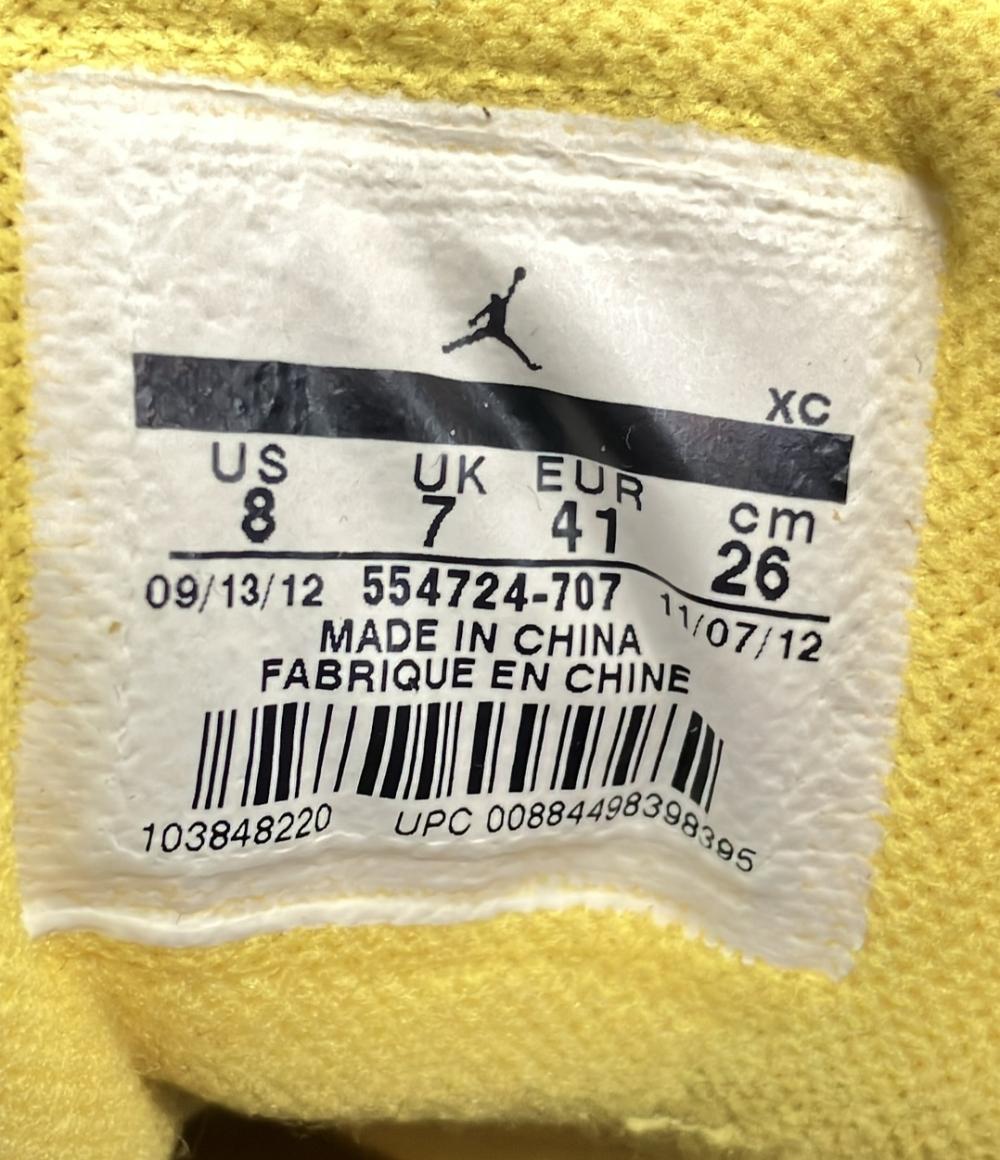 XC
US UK EUR cm
8 7 41 26
09/13/12 554724-707 11/07/12
MADE IN CHINA
FABRIQUE EN CHINE
103848220 UPC 00884498398395